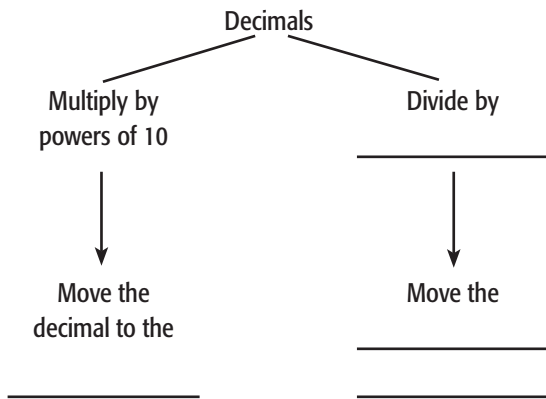 Decimals
Multiply by
powers of 10
Divide by
Move the
decimal to the
Move the